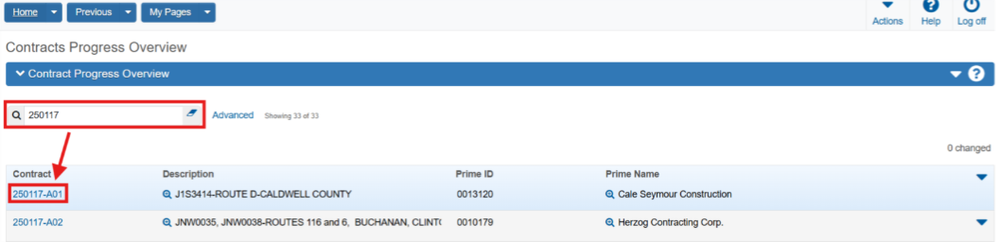 Home Previous My Pages Actions Help Log off
Contracts Progress Overview
Contract Progress Overview
250117 Advanced Showing 33 of 33
0 changed
Contract Description Prime ID Prime Name
250117-A01 J1S3414-ROUTE D-CALDWELL COUNTY 0013120 Cale Seymour Construction
250117-A02 JNW0035, JNW0038-ROUTES 116 and 6, BUCHANAN, CLINT 0010179 Herzog Contracting Corp.